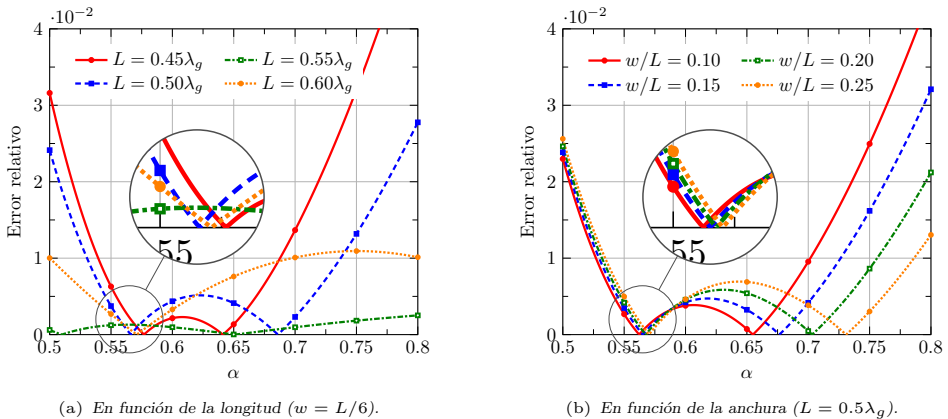 ·10⁻²
4
3
2
1
0
Error relativo
L = 0.45λg
L = 0.50λg
L = 0.55λg
L = 0.60λg
55
0.5
0.55
0.6
0.65
0.7
0.75
0.8
α
(a) En función de la longitud (w = L/6).
·10⁻²
4
3
2
1
0
Error relativo
w/L = 0.10
w/L = 0.15
w/L = 0.20
w/L = 0.25
55
0.5
0.55
0.6
0.65
0.7
0.75
0.8
α
(b) En función de la anchura (L = 0.5λg).